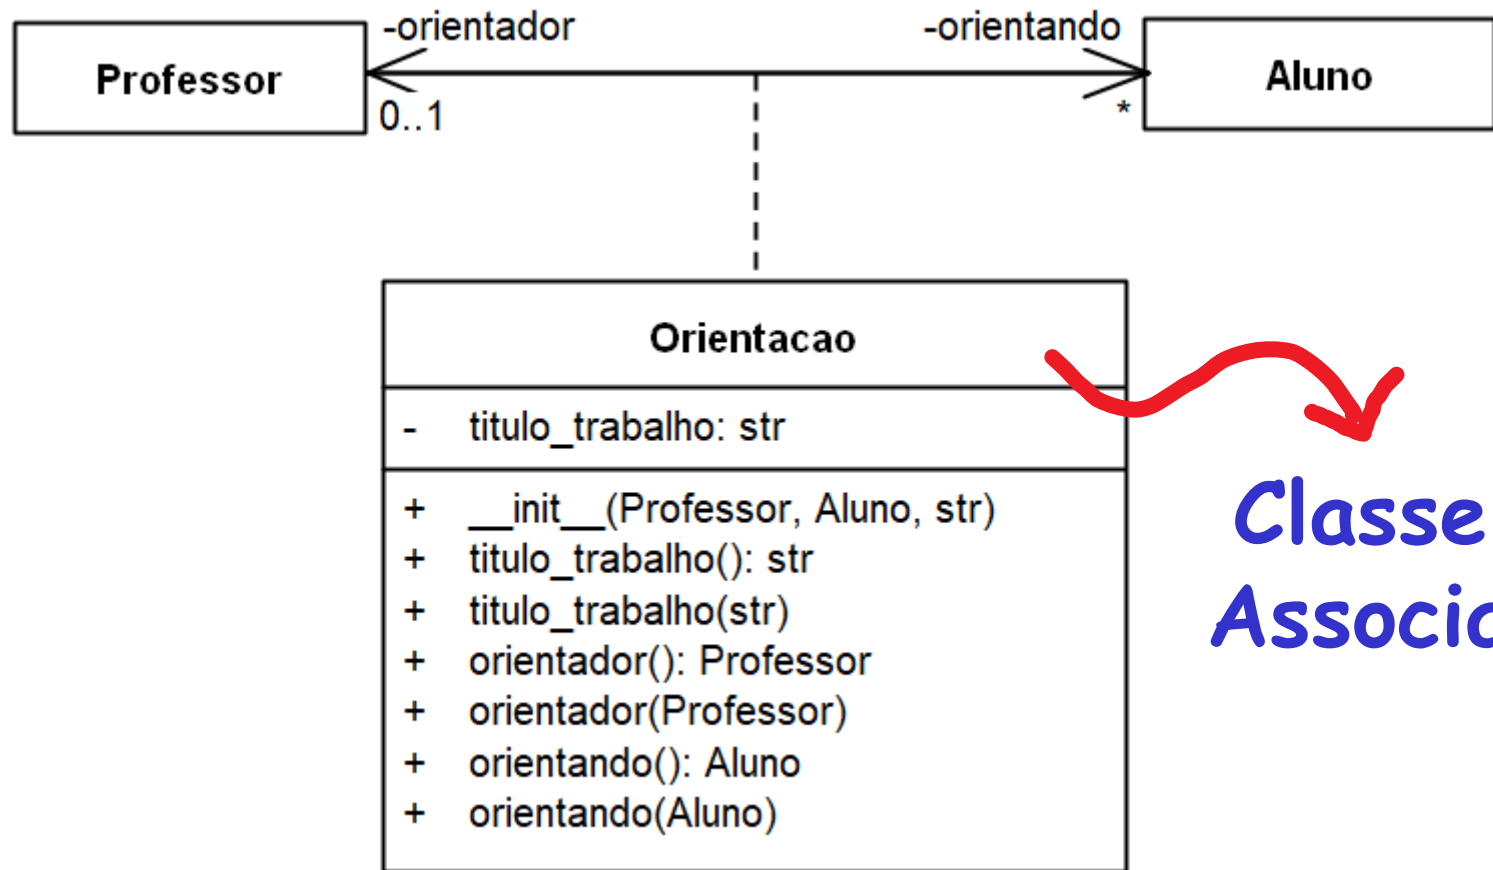 -orientador
-orientando
Professor
Aluno
0..1
*
Orientacao
- titulo_trabalho: str
+ __init__(Professor, Aluno, str)
+ titulo_trabalho(): str
+ titulo_trabalho(str)
+ orientador(): Professor
+ orientador(Professor)
+ orientando(): Aluno
+ orientando(Aluno)
Classe